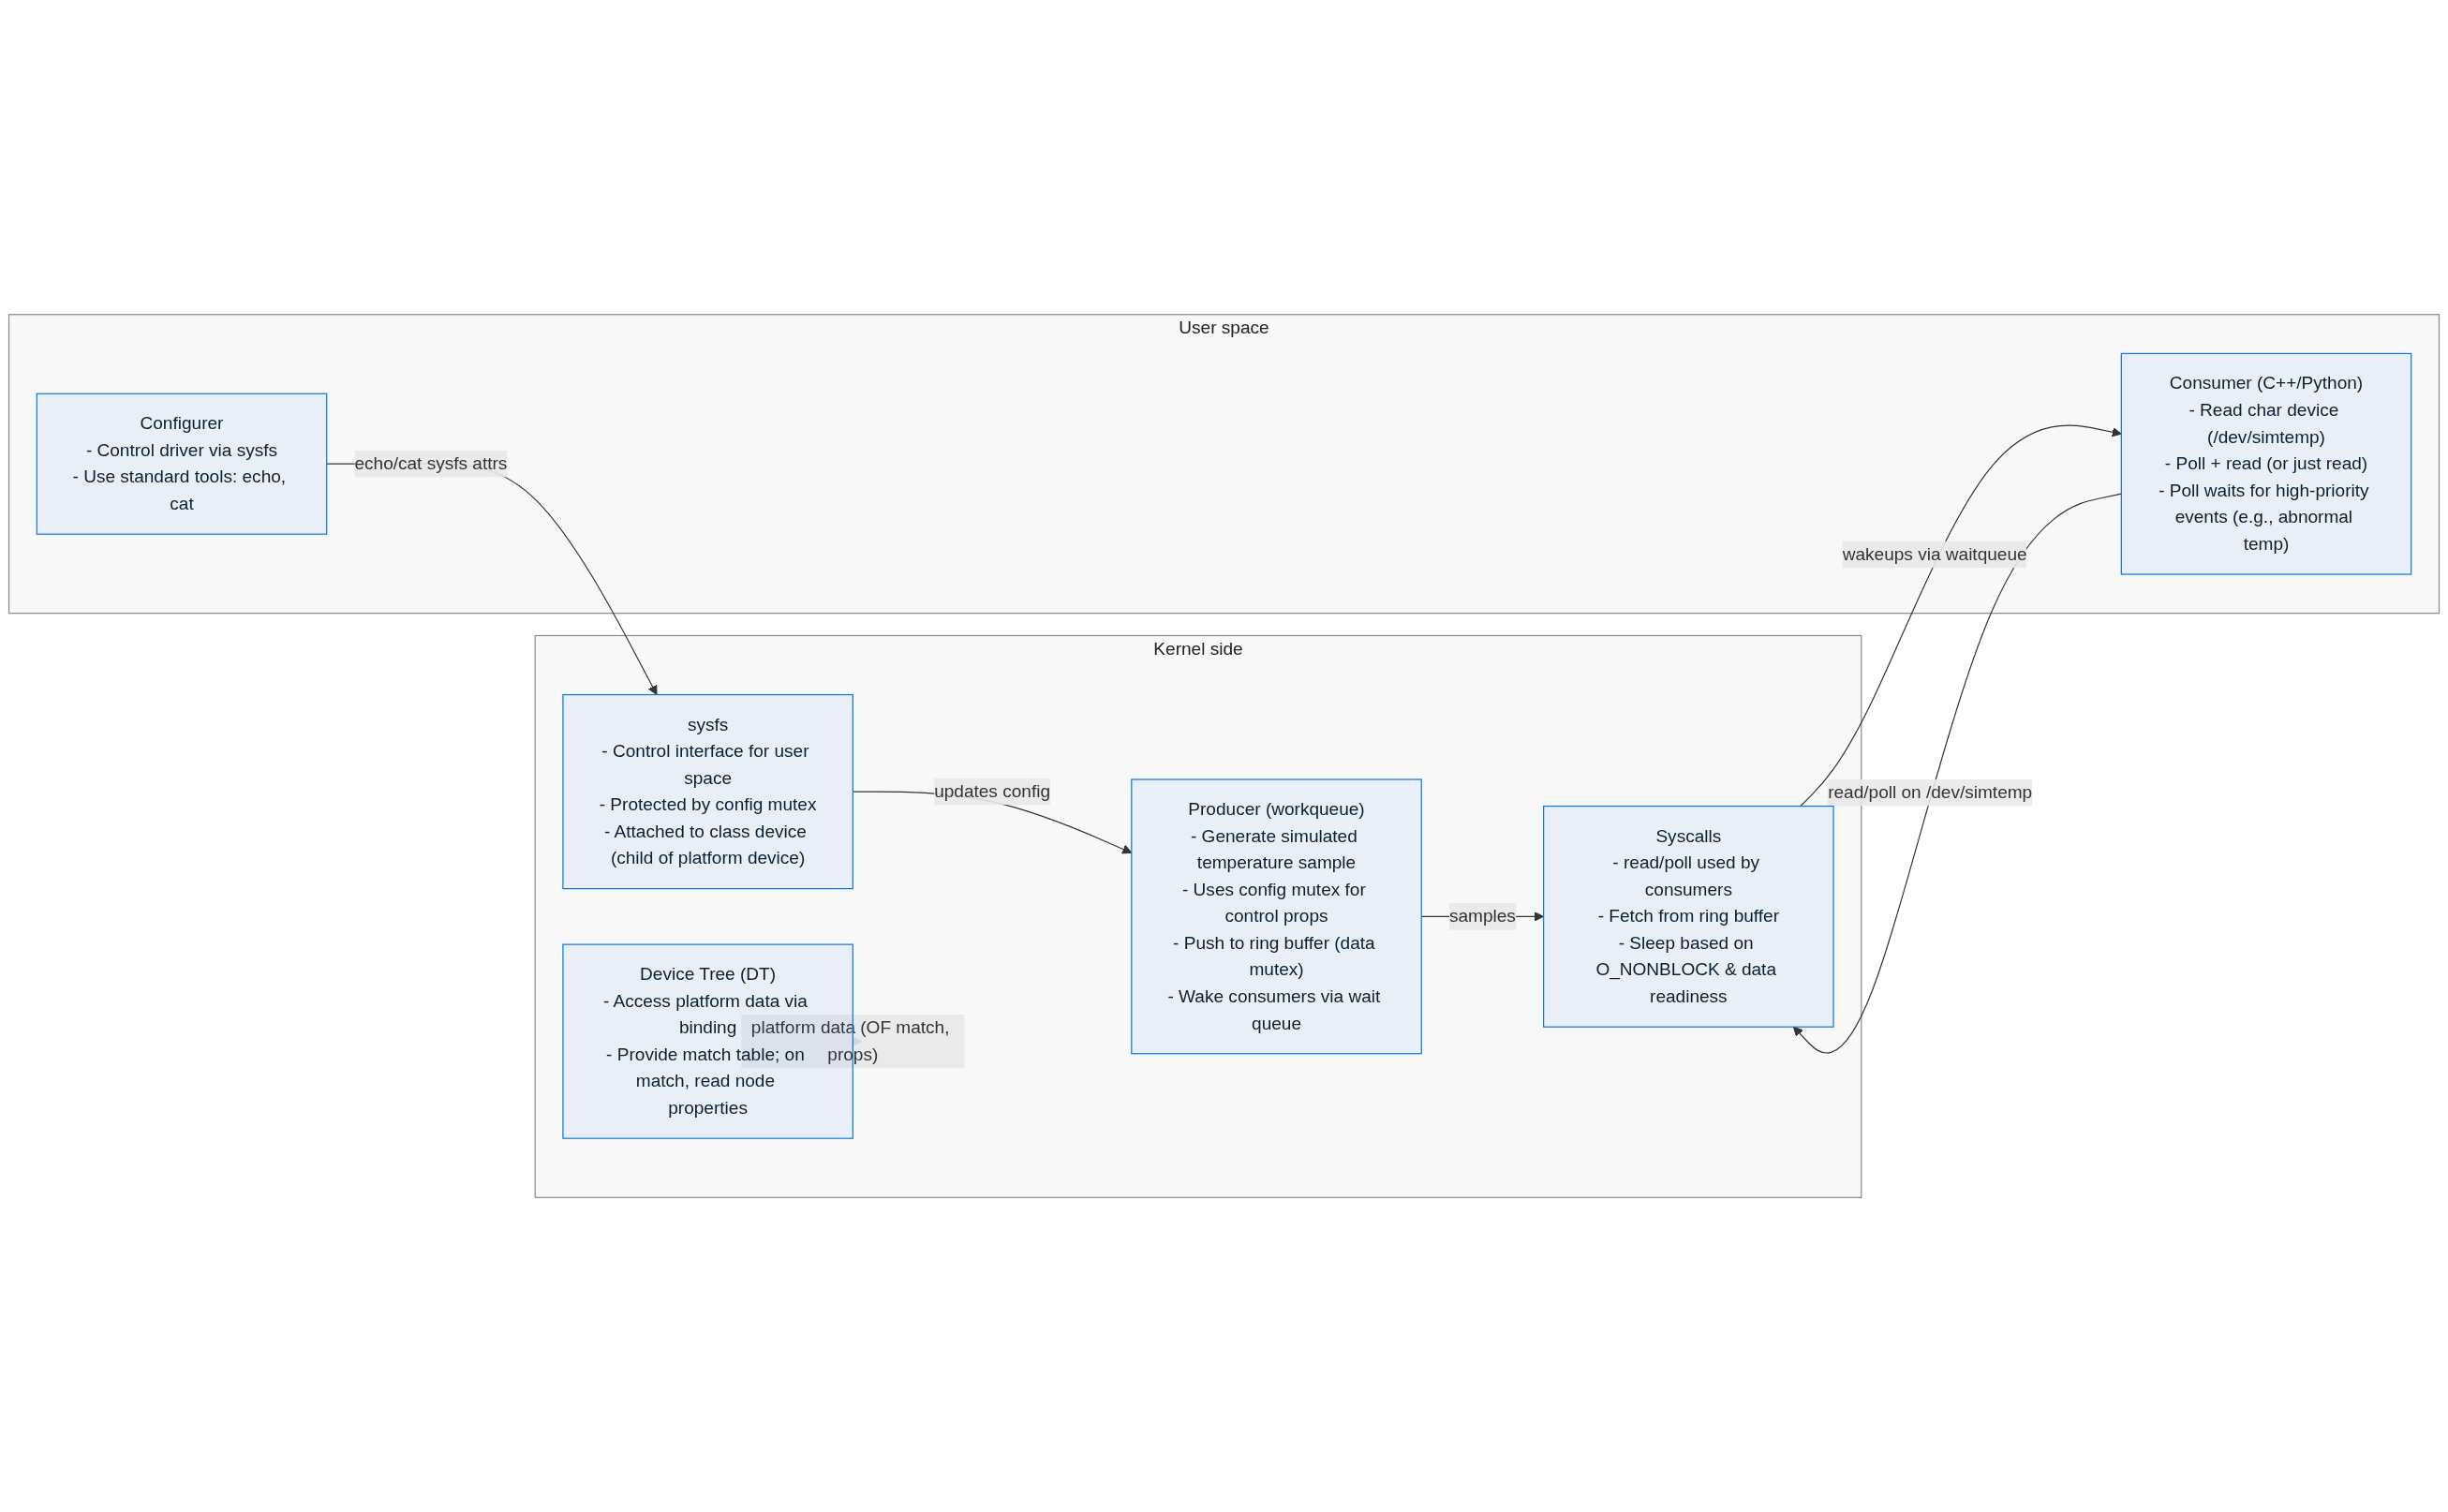 User space
Configurer
- Control driver via sysfs
- Use standard tools: echo,
cat
echo/cat sysfs attrs
Consumer (C++/Python)
- Read char device
(/dev/simtemp)
- Poll + read (or just read)
- Poll waits for high-priority
events (e.g., abnormal
temp)
wakeups via waitqueue
Kernel side
sysfs
- Control interface for user
space
- Protected by config mutex
- Attached to class device
(child of platform device)
updates config
Producer (workqueue)
- Generate simulated
temperature sample
- Uses config mutex for
control props
- Push to ring buffer (data
mutex)
- Wake consumers via wait
queue
samples
Syscalls
- read/poll used by
consumers
- Fetch from ring buffer
- Sleep based on
O_NONBLOCK & data
readiness
read/poll on /dev/simtemp
Device Tree (DT)
- Access platform data via
binding
- Provide match table; on
match, read node
properties
platform data (OF match,
props)